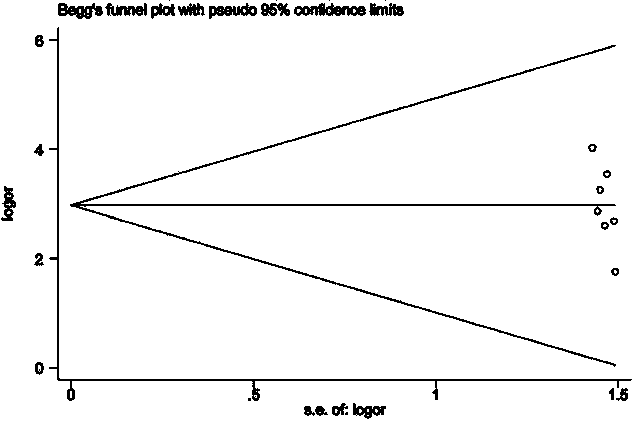 Begg's funnel plot with pseudo 95% confidence limits
6
4
logor
2
0
0 .5 1 1.5
s.e. of: logor